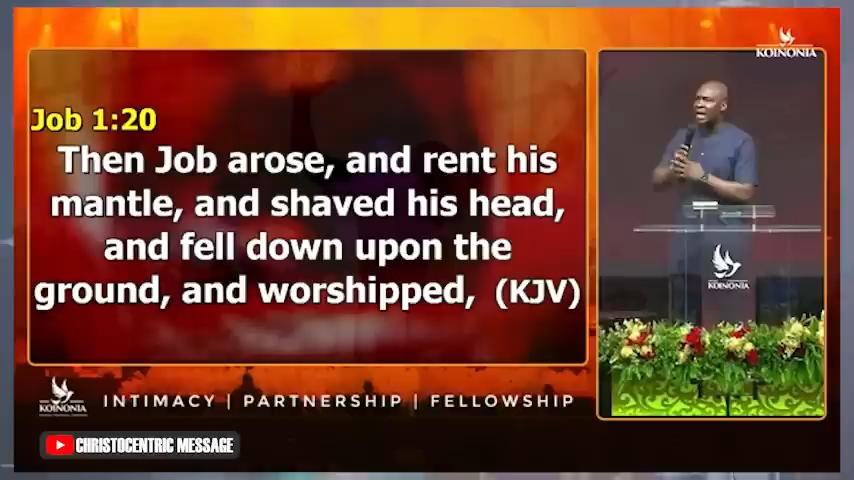 KOINONIA
Job 1:20
Then Job arose, and rent his
mantle, and shaved his head,
and fell down upon the
ground, and worshipped, (KJV)
KOINONIA
KOINONIA
INTIMACY | PARTNERSHIP | FELLOWSHIP
CHRISTOCENTRIC MESSAGE